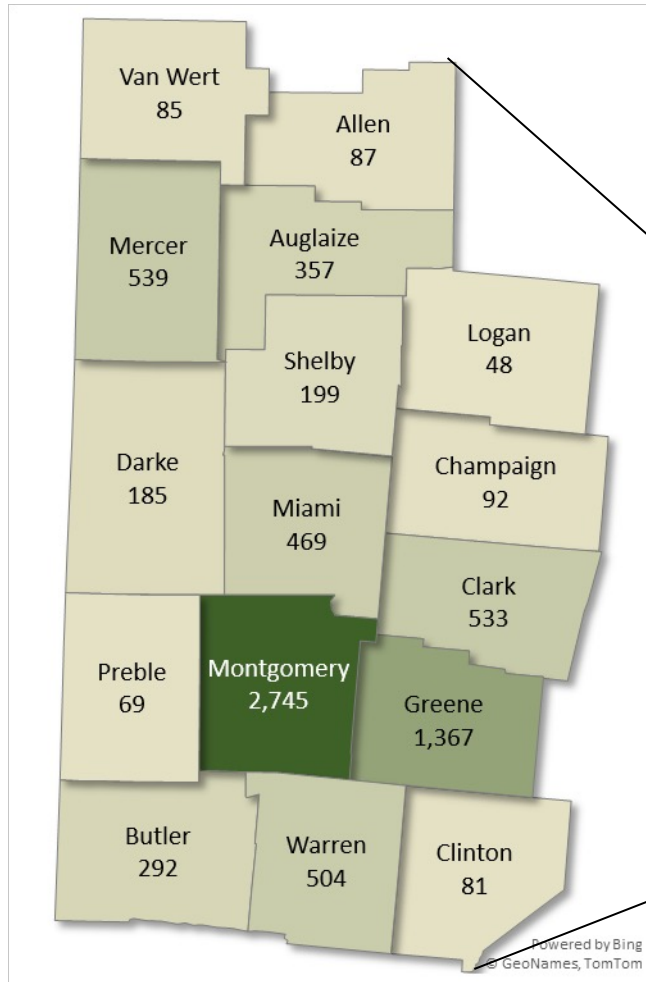 Van Wert
85
Allen
87
Mercer
539
Auglaize
357
Logan
48
Shelby
199
Darke
185
Champaign
92
Miami
469
Clark
533
Preble
69
Montgomery
2,745
Greene
1,367
Butler
292
Warren
504
Clinton
81
Powered by Bing
© GeoNames, TomTom